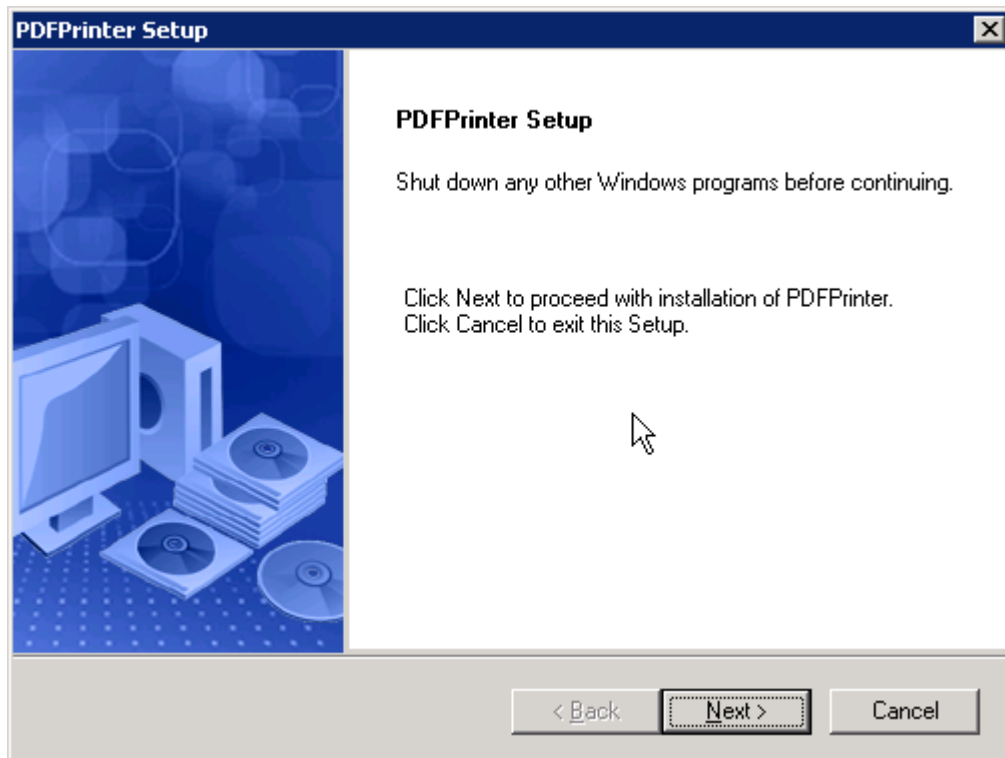 PDFPrinter Setup
PDFPrinter Setup
Shut down any other Windows programs before continuing.
Click Next to proceed with installation of PDFPrinter.
Click Cancel to exit this Setup.
< Back
Next >
Cancel